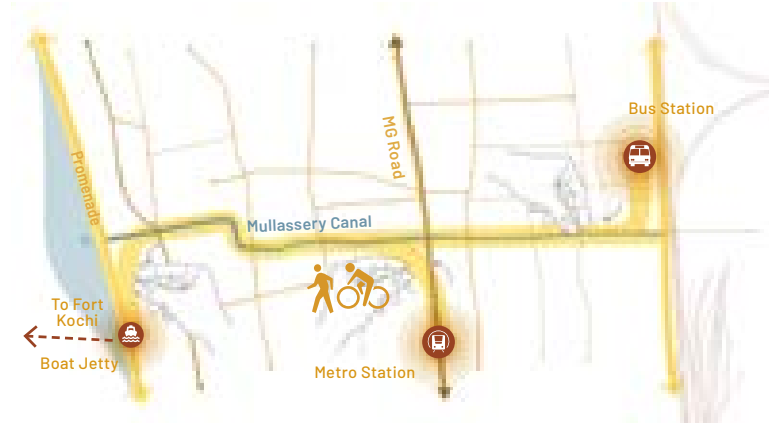 Bus Station
MG Road
Promenade
Mullassery Canal
To Fort
Kochi
Boat Jetty
Metro Station